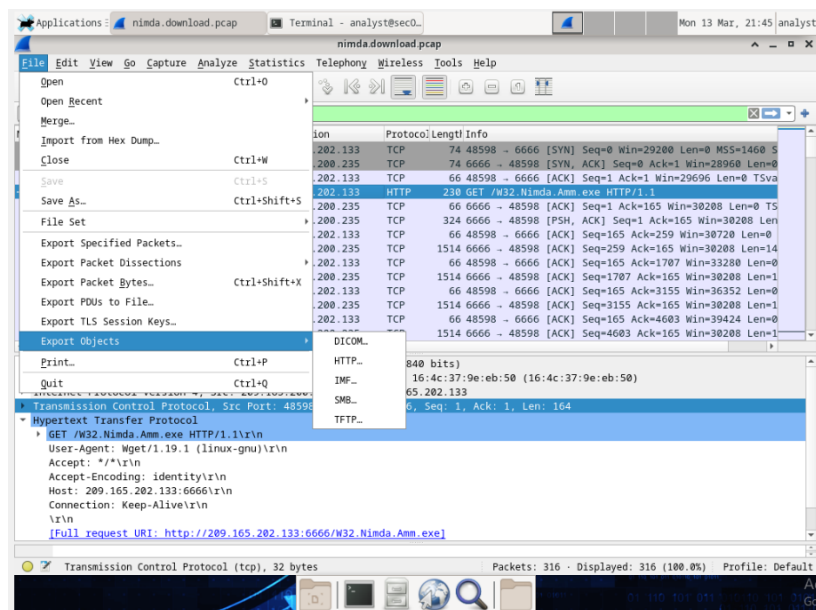 Applications : nimda.download.pcap Terminal - analyst@secO… Mon 13 Mar, 21:45 analyst
nimda.download.pcap
File Edit View Go Capture Analyze Statistics Telephony Wireless Tools Help
Open Ctrl+O
Open Recent
Merge…
Import from Hex Dump…
Close Ctrl+W
Save Ctrl+S
Save As… Ctrl+Shift+S
File Set
Export Specified Packets…
Export Packet Dissections
Export Packet Bytes… Ctrl+Shift+X
Export PDUs to File…
Export TLS Session Keys…
Export Objects
Print… Ctrl+P
Quit Ctrl+Q
DICOM…
HTTP…
IMF…
SMB…
TFTP…
ion Protocol Length Info
.202.133 TCP 74 48598 → 6666 [SYN] Seq=0 Win=29200 Len=0 MSS=1460 S
.200.235 TCP 74 6666 → 48598 [SYN, ACK] Seq=0 Ack=1 Win=28960 Len=0
.202.133 TCP 66 48598 → 6666 [ACK] Seq=1 Ack=1 Win=29696 Len=0 TSva
.202.133 HTTP 230 GET /W32.Nimda.Amm.exe HTTP/1.1
.200.235 TCP 66 6666 → 48598 [ACK] Seq=1 Ack=165 Win=30208 Len=0 TS
.200.235 TCP 324 6666 → 48598 [PSH, ACK] Seq=1 Ack=165 Win=30208 Len
.202.133 TCP 66 48598 → 6666 [ACK] Seq=165 Ack=259 Win=30720 Len=0
.200.235 TCP 1514 6666 → 48598 [ACK] Seq=259 Ack=165 Win=30208 Len=14
.202.133 TCP 66 48598 → 6666 [ACK] Seq=165 Ack=1707 Win=33280 Len=0
.200.235 TCP 1514 6666 → 48598 [ACK] Seq=1707 Ack=165 Win=30208 Len=1
.202.133 TCP 66 48598 → 6666 [ACK] Seq=165 Ack=3155 Win=36352 Len=0
.200.235 TCP 1514 6666 → 48598 [ACK] Seq=3155 Ack=165 Win=30208 Len=1
.202.133 TCP 66 48598 → 6666 [ACK] Seq=165 Ack=4603 Win=39424 Len=0
.200.235 TCP 1514 6666 → 48598 [ACK] Seq=4603 Ack=165 Win=30208 Len=1
840 bits)
16:4c:37:9e:eb:50 (16:4c:37:9e:eb:50)
65.202.133
Transmission Control Protocol, Src Port: 48598 6, Seq: 1, Ack: 1, Len: 164
Hypertext Transfer Protocol
GET /W32.Nimda.Amm.exe HTTP/1.1\r\n
User-Agent: Wget/1.19.1 (linux-gnu)\r\n
Accept: */*\r\n
Accept-Encoding: identity\r\n
Host: 209.165.202.133:6666\r\n
Connection: Keep-Alive\r\n
\r\n
[Full request URI: http://209.165.202.133:6666/W32.Nimda.Amm.exe]
Transmission Control Protocol (tcp), 32 bytes Packets: 316 · Displayed: 316 (100.0%) Profile: Default